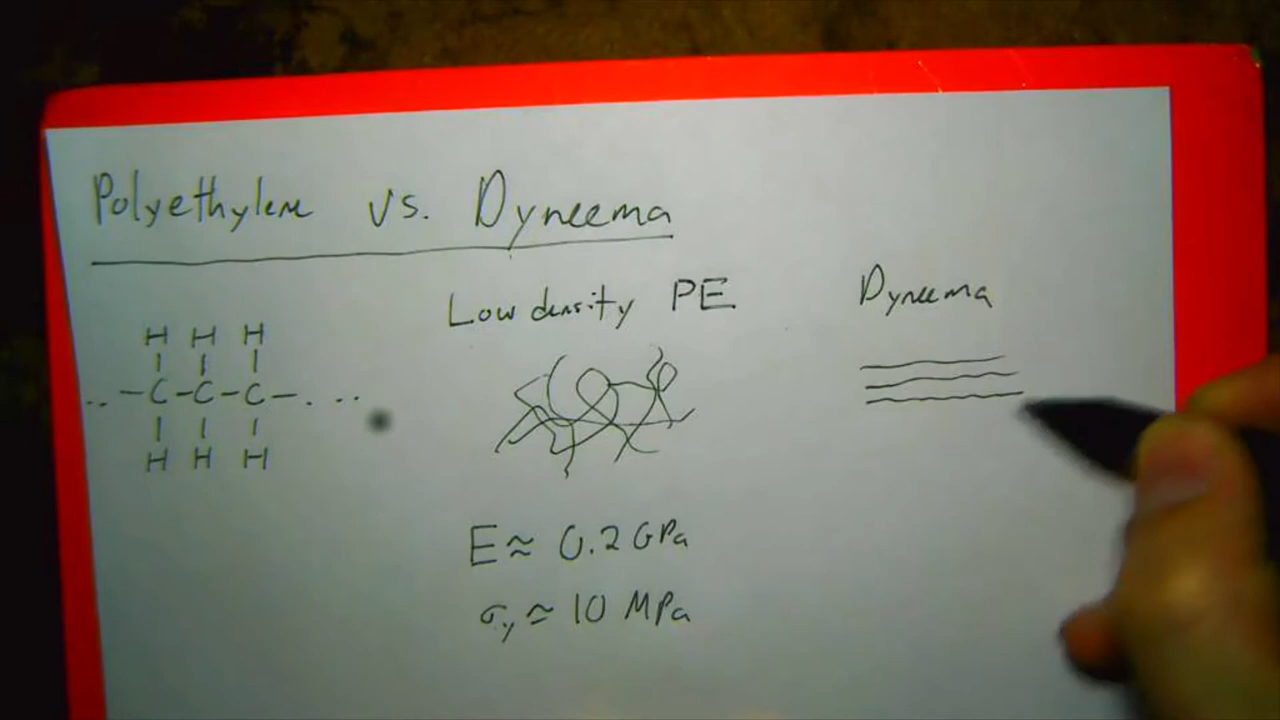 Polyethylene vs. Dyneema
Low density PE
Dyneema
H H H
..-C-C-C-...
H H H
E ≈ 0.2 GPa
σy ≈ 10 MPa